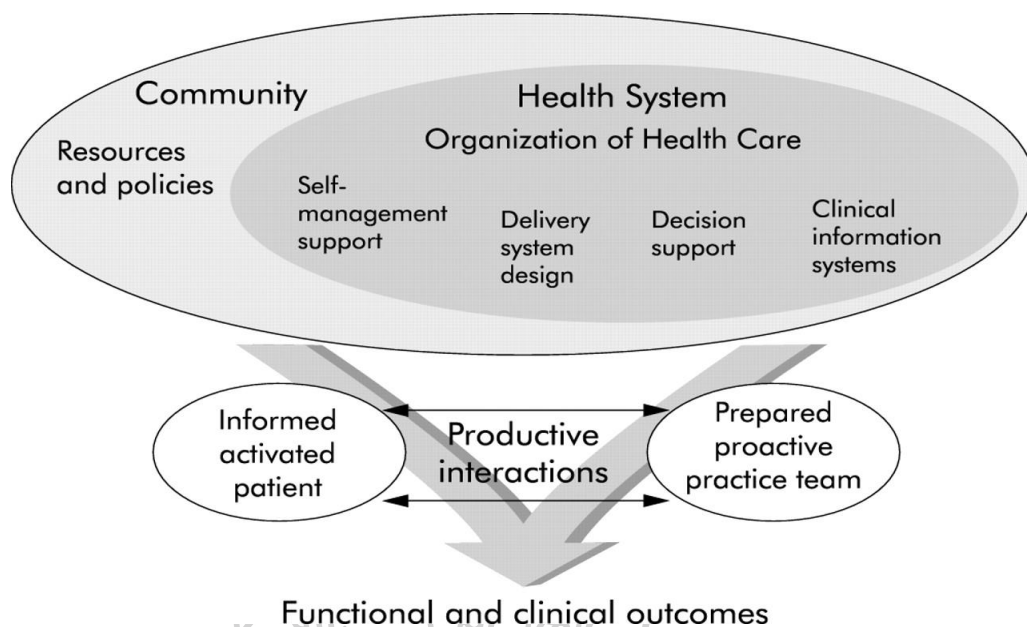 Community
Health System
Organization of Health Care
Resources
and policies
Self-
management
support
Delivery
system
design
Decision
support
Clinical
information
systems
Informed
activated
patient
Productive
interactions
Prepared
proactive
practice team
Functional and clinical outcomes